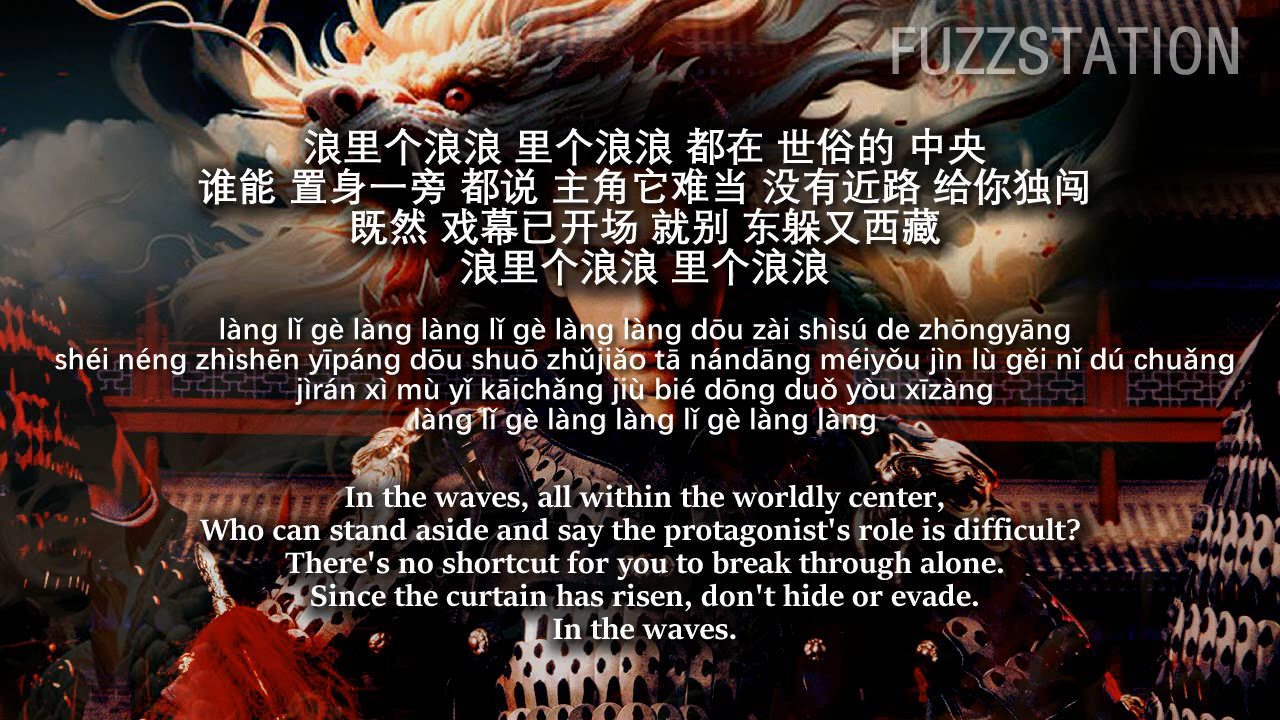 FUZZSTATION
浪里个浪浪 里个浪浪 都在 世俗的 中央
谁能 置身一旁 都说 主角它难当 没有近路 给你独闯
既然 戏幕已开场 就别 东躲又西藏
浪里个浪浪 里个浪浪
làng lǐ gè làng làng lǐ gè làng làng dōu zài shìsú de zhōngyāng
shéi néng zhìshēn yīpáng dōu shuō zhǔjiǎo tā nándāng méiyǒu jìn lù gěi nǐ dú chuǎng
jìrán xì mù yǐ kāichǎng jiù bié dōng duǒ yòu xīzàng
làng lǐ gè làng làng lǐ gè làng làng
In the waves, all within the worldly center,
Who can stand aside and say the protagonist's role is difficult?
There's no shortcut for you to break through alone.
Since the curtain has risen, don't hide or evade.
In the waves.